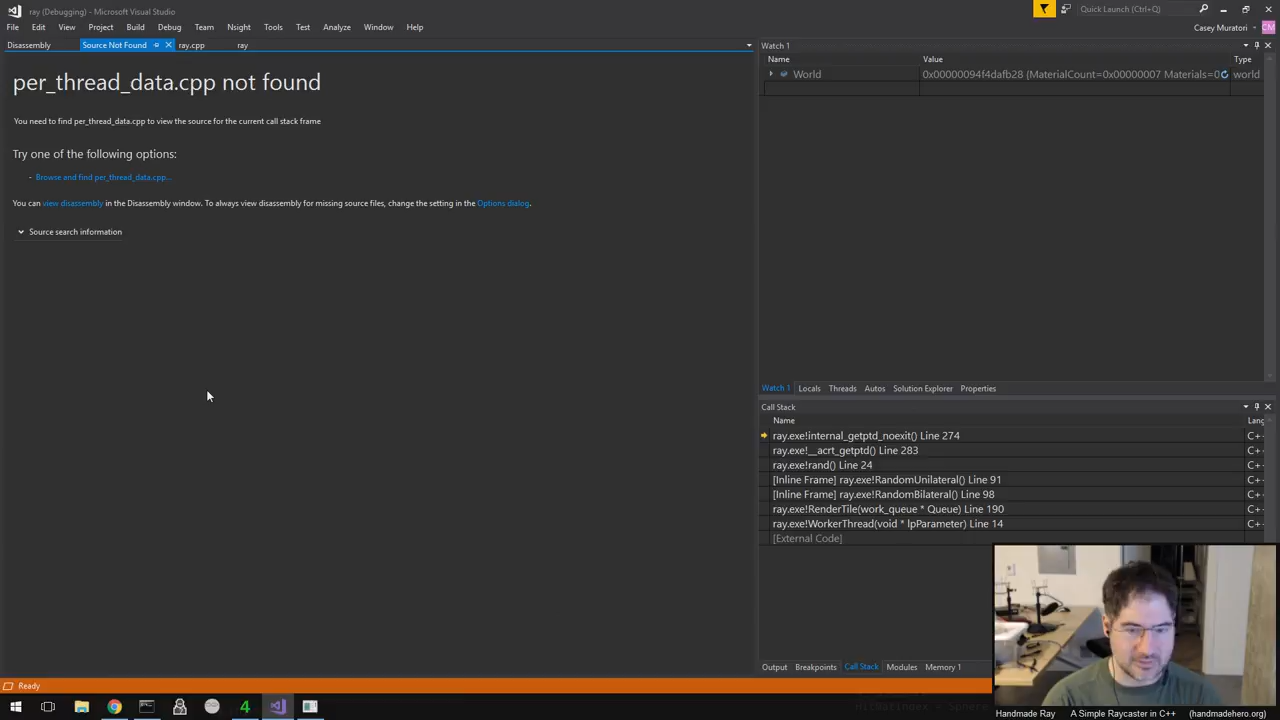 ray (Debugging) - Microsoft Visual Studio
Quick Launch (Ctrl+Q)
File Edit View Project Build Debug Team Nsight Tools Test Analyze Window Help
Casey Muratori
CM
Disassembly Source Not Found ray.cpp ray
Watch 1
Name Value Type
World 0x00000094f4dafb28 {MaterialCount=0x00000007 Materials=0 world
per_thread_data.cpp not found
You need to find per_thread_data.cpp to view the source for the current call stack frame
Try one of the following options:
- Browse and find per_thread_data.cpp...
You can view disassembly in the Disassembly window. To always view disassembly for missing source files, change the setting in the Options dialog.
Source search information
Watch 1 Locals Threads Autos Solution Explorer Properties
Call Stack
Name Lang
ray.exe!internal_getptd_noexit() Line 274 C+
ray.exe!__acrt_getptd() Line 283 C+
ray.exe!rand() Line 24 C+
[Inline Frame] ray.exe!RandomUnilateral() Line 91 C+
[Inline Frame] ray.exe!RandomBilateral() Line 98 C+
ray.exe!RenderTile(work_queue * Queue) Line 190 C+
ray.exe!WorkerThread(void * lpParameter) Line 14 C+
[External Code]
Output Breakpoints Call Stack Modules Memory 1
Ready
4
Handmade Ray A Simple Raycaster in C++ (handmadehero.org)